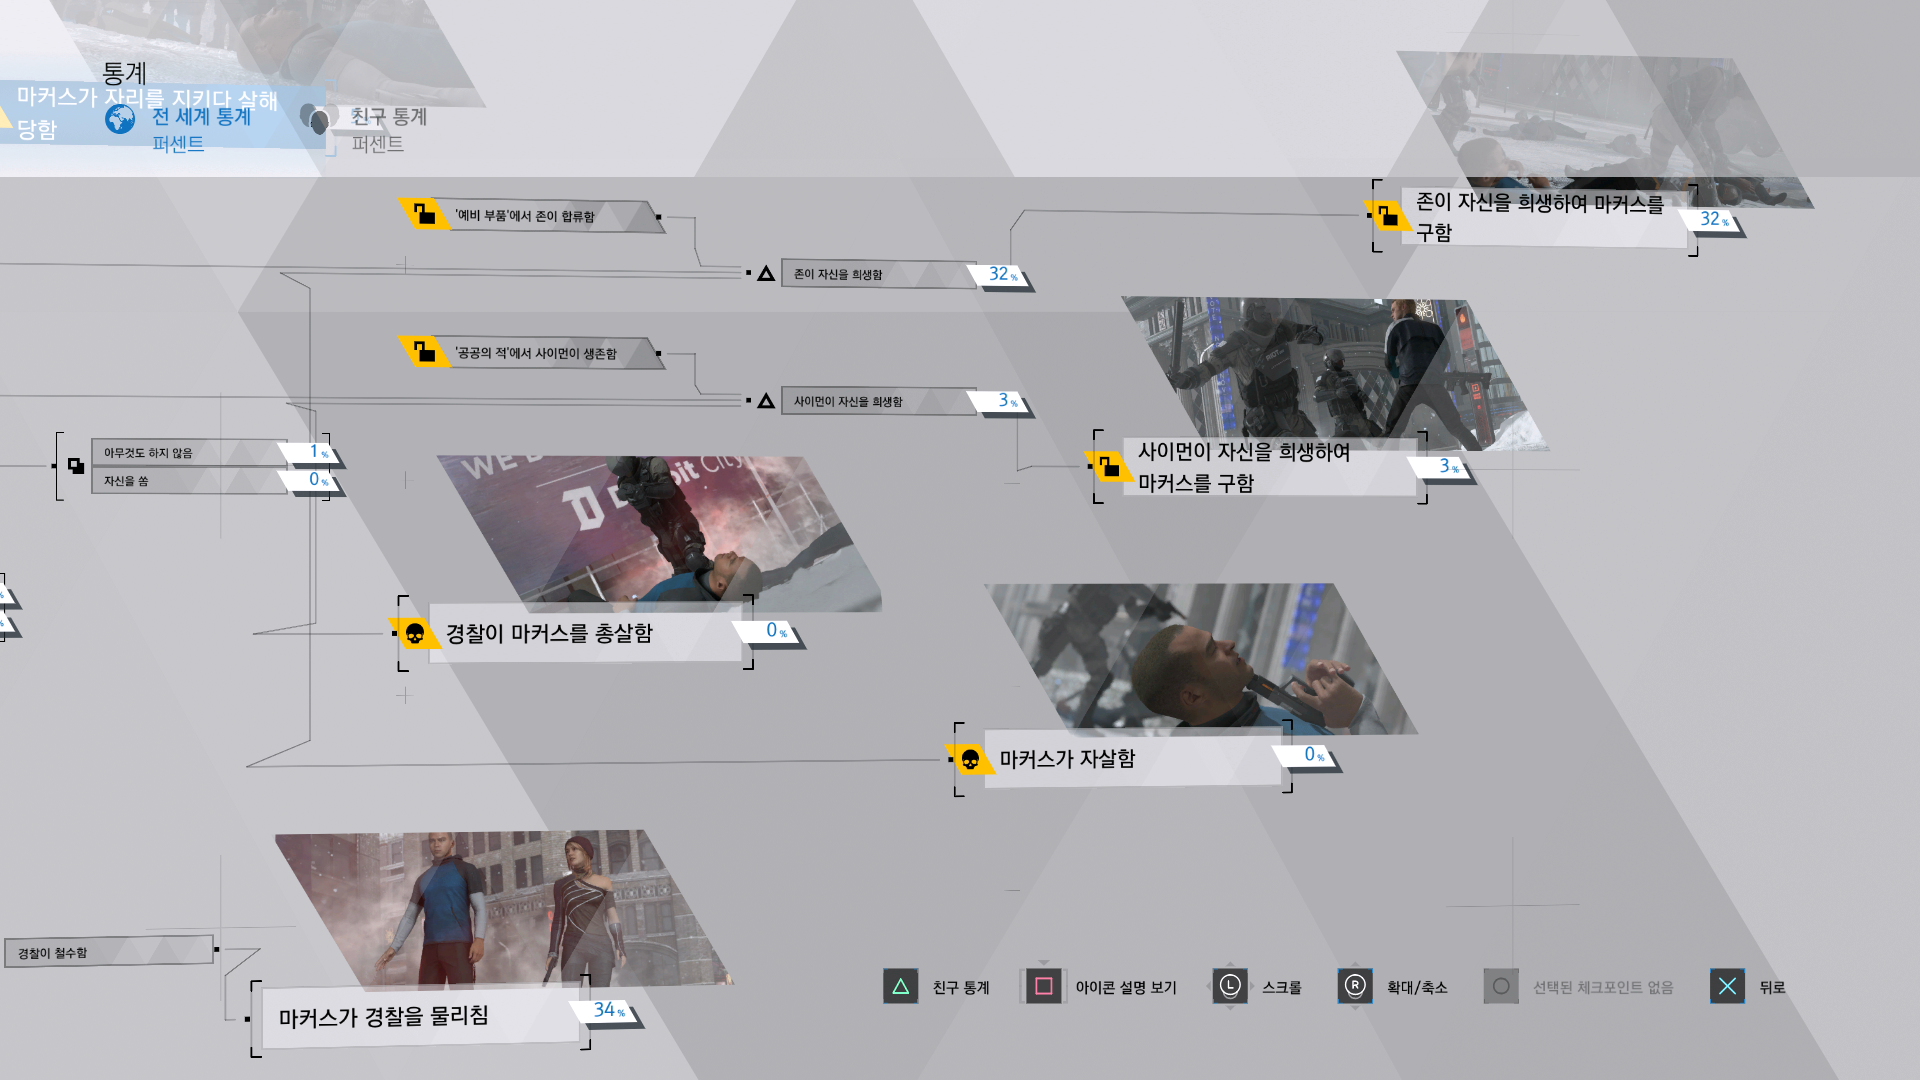 통계
마커스가 자리를 지키다 살해
당함
전 세계 통계
퍼센트
친구 통계
퍼센트
'예비 부품'에서 존이 합류함
존이 자신을 희생하여 마커스를
구함
32%
존이 자신을 희생함
32%
'공공의 적'에서 사이먼이 생존함
사이먼이 자신을 희생함
3%
아무것도 하지 않음
1%
자신을 쏨
0%
사이먼이 자신을 희생하여
마커스를 구함
3%
RIOT
WE
Detroit City
경찰이 마커스를 총살함
0%
%
%
마커스가 자살함
0%
경찰이 철수함
마커스가 경찰을 물리침
34%
친구 통계
아이콘 설명 보기
L
스크롤
R
확대/축소
선택된 체크포인트 없음
뒤로